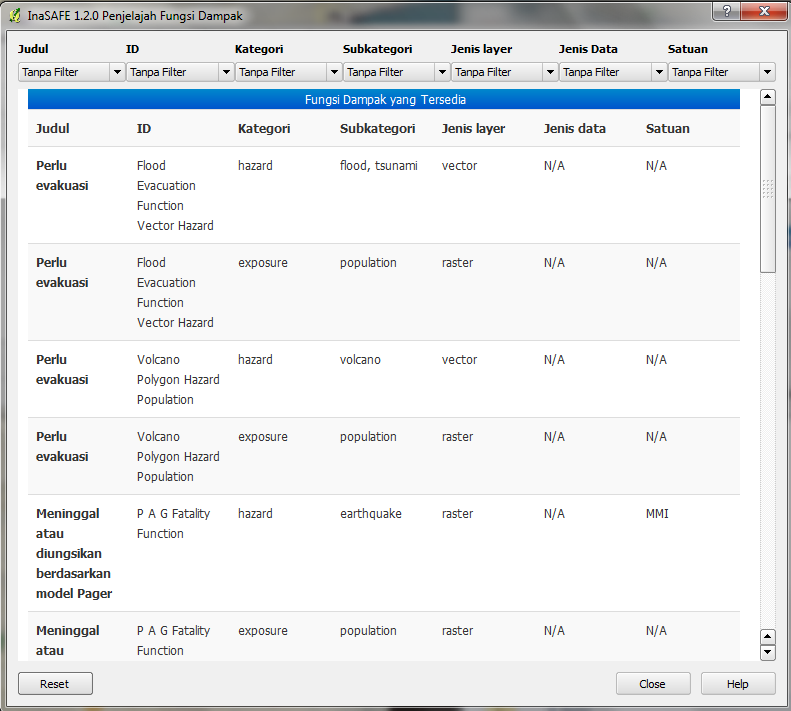 InaSAFE 1.2.0 Penjelajah Fungsi Dampak
Judul ID Kategori Subkategori Jenis layer Jenis Data Satuan
Tanpa Filter Tanpa Filter Tanpa Filter Tanpa Filter Tanpa Filter Tanpa Filter Tanpa Filter
Fungsi Dampak yang Tersedia
Judul ID Kategori Subkategori Jenis layer Jenis data Satuan
Perlu Flood hazard flood, tsunami vector N/A N/A
evakuasi Evacuation
Function
Vector Hazard
Perlu Flood exposure population raster N/A N/A
evakuasi Evacuation
Function
Vector Hazard
Perlu Volcano hazard volcano vector N/A N/A
evakuasi Polygon Hazard
Population
Perlu Volcano exposure population raster N/A N/A
evakuasi Polygon Hazard
Population
Meninggal P A G Fatality hazard earthquake raster N/A MMI
atau Function
diungsikan
berdasarkan
model Pager
Meninggal P A G Fatality exposure population raster N/A N/A
atau Function
Reset Close Help